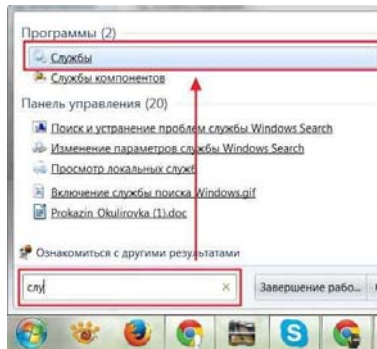 Программы (2)
Службы
Службы компонентов
Панель управления (20)
Поиск и устранение проблем службы Windows Search
Изменение параметров службы Windows Search
Просмотр локальных служб
Включение службы поиска Windows.gif
Prokazin Okulirovka (1).doc
Ознакомиться с другими результатами
слу
Завершение рабо...